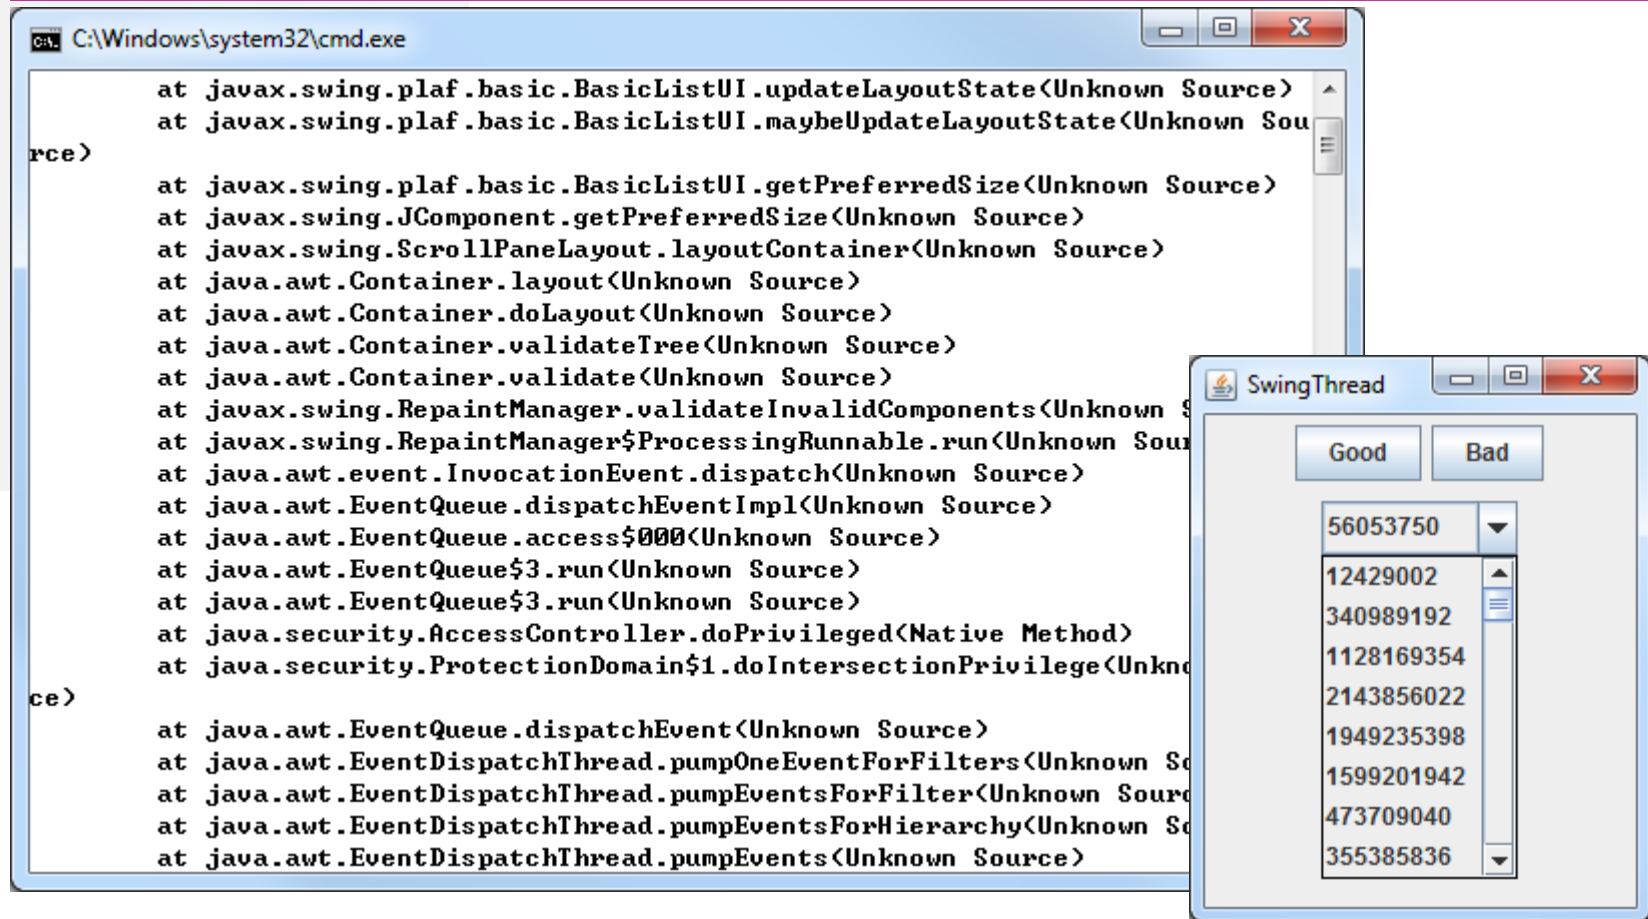 C:\Windows\system32\cmd.exe
at javax.swing.plaf.basic.BasicListUI.updateLayoutState(Unknown Source)
at javax.swing.plaf.basic.BasicListUI.maybeUpdateLayoutState(Unknown Sou
rce)
at javax.swing.plaf.basic.BasicListUI.getPreferredSize(Unknown Source)
at javax.swing.JComponent.getPreferredSize(Unknown Source)
at javax.swing.ScrollPaneLayout.layoutContainer(Unknown Source)
at java.awt.Container.layout(Unknown Source)
at java.awt.Container.doLayout(Unknown Source)
at java.awt.Container.validateTree(Unknown Source)
at java.awt.Container.validate(Unknown Source)
at javax.swing.RepaintManager.validateInvalidComponents(Unknown
at javax.swing.RepaintManager$ProcessingRunnable.run(Unknown Sour
at java.awt.event.InvocationEvent.dispatch(Unknown Source)
at java.awt.EventQueue.dispatchEventImpl(Unknown Source)
at java.awt.EventQueue.access$000(Unknown Source)
at java.awt.EventQueue$3.run(Unknown Source)
at java.awt.EventQueue$3.run(Unknown Source)
at java.security.AccessController.doPrivileged(Native Method)
at java.security.ProtectionDomain$1.doIntersectionPrivilege(Unkno
ce)
at java.awt.EventQueue.dispatchEvent(Unknown Source)
at java.awt.EventDispatchThread.pumpOneEventForFilters(Unknown So
at java.awt.EventDispatchThread.pumpEventsForFilter(Unknown Sourc
at java.awt.EventDispatchThread.pumpEventsForHierarchy(Unknown So
at java.awt.EventDispatchThread.pumpEvents(Unknown Source)
SwingThread
Good Bad
56053750
12429002
340989192
1128169354
2143856022
1949235398
1599201942
473709040
355385836